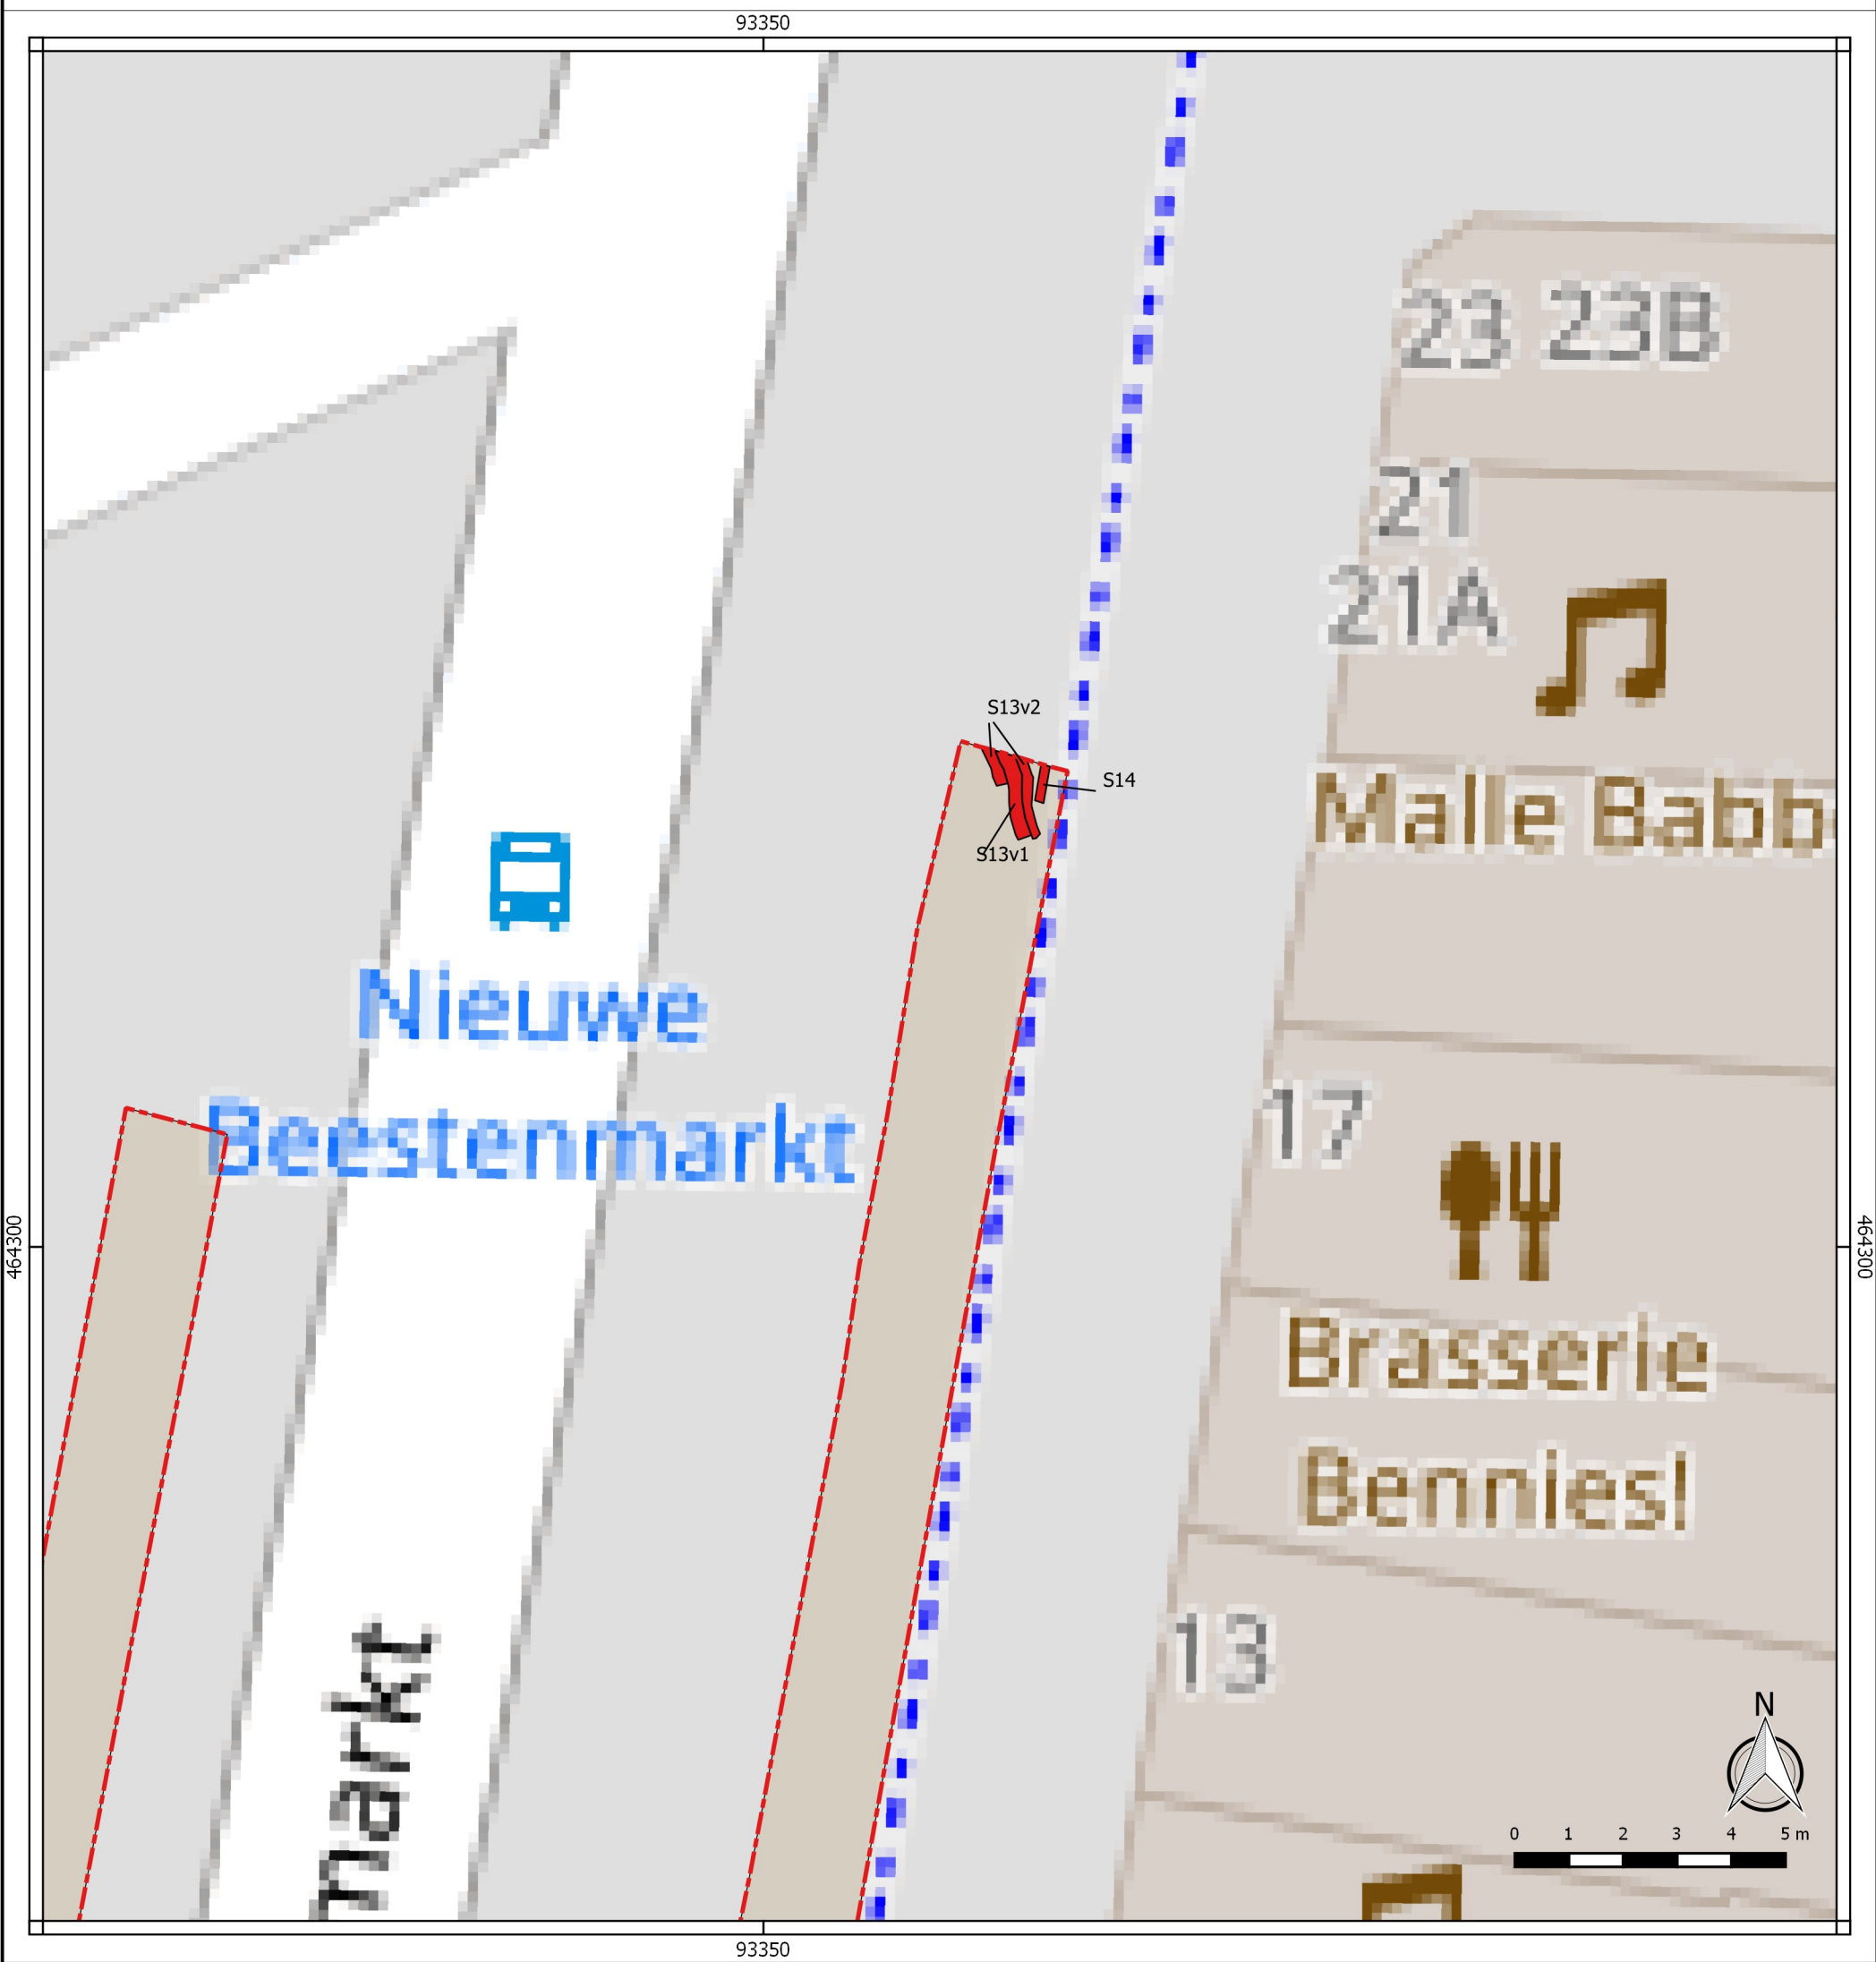 93350
23 23B
21
21A
S13v2
S14
Malle Babb
S13v1
Nieuwe
17
Beestenmarkt
464300
464300
Brasserie
Bennies!
markt
13
N
0 1 2 3 4 5 m
93350